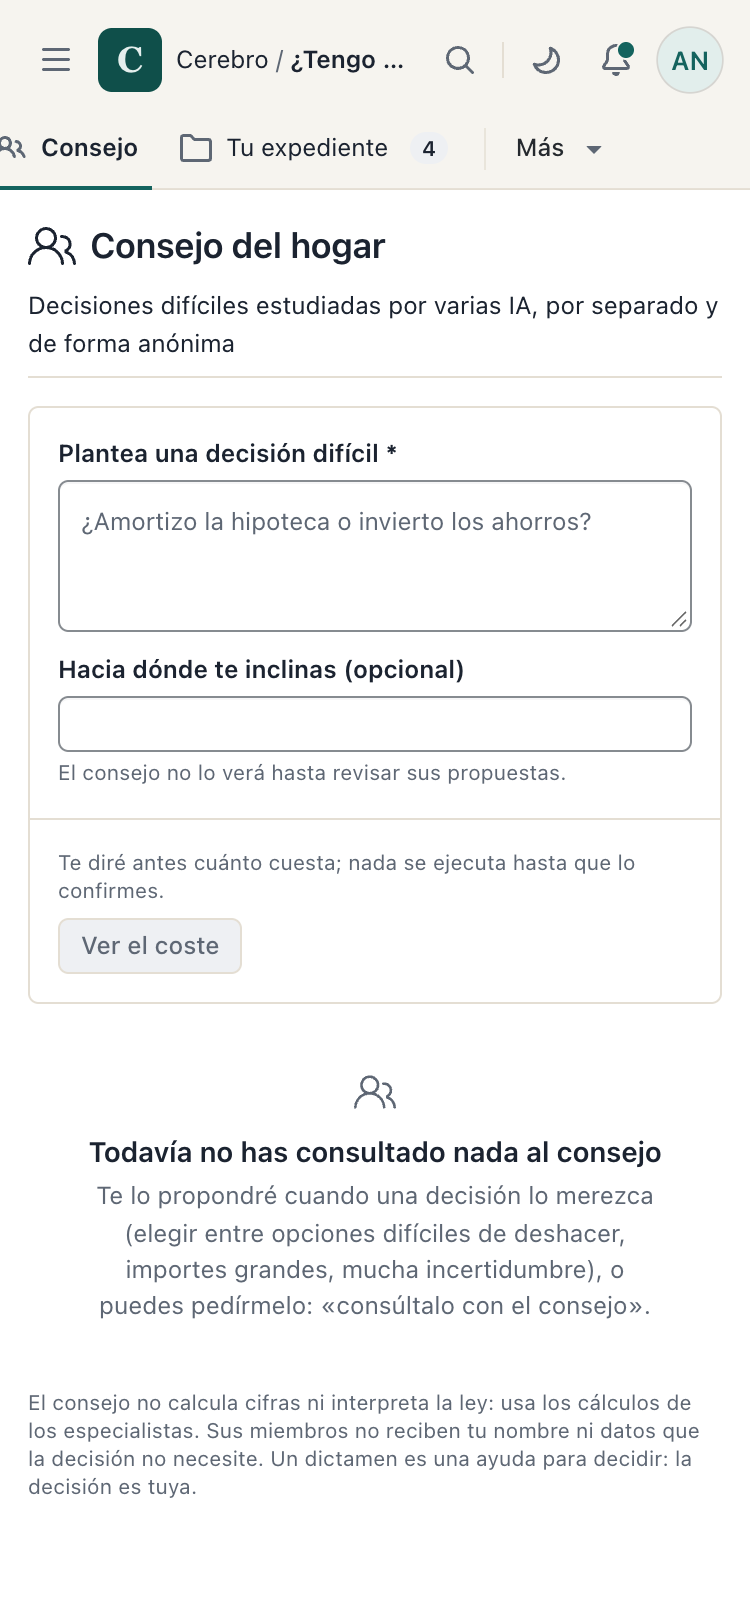 C Cerebro / ¿Tengo ... AN
Consejo Tu expediente 4 Más
Consejo del hogar
Decisiones difíciles estudiadas por varias IA, por separado y
de forma anónima
Plantea una decisión difícil *
¿Amortizo la hipoteca o invierto los ahorros?
Hacia dónde te inclinas (opcional)
El consejo no lo verá hasta revisar sus propuestas.
Te diré antes cuánto cuesta; nada se ejecuta hasta que lo
confirmes.
Ver el coste
Todavía no has consultado nada al consejo
Te lo propondré cuando una decisión lo merezca
(elegir entre opciones difíciles de deshacer,
importes grandes, mucha incertidumbre), o
puedes pedírmelo: «consúltalo con el consejo».
El consejo no calcula cifras ni interpreta la ley: usa los cálculos de
los especialistas. Sus miembros no reciben tu nombre ni datos que
la decisión no necesite. Un dictamen es una ayuda para decidir: la
decisión es tuya.